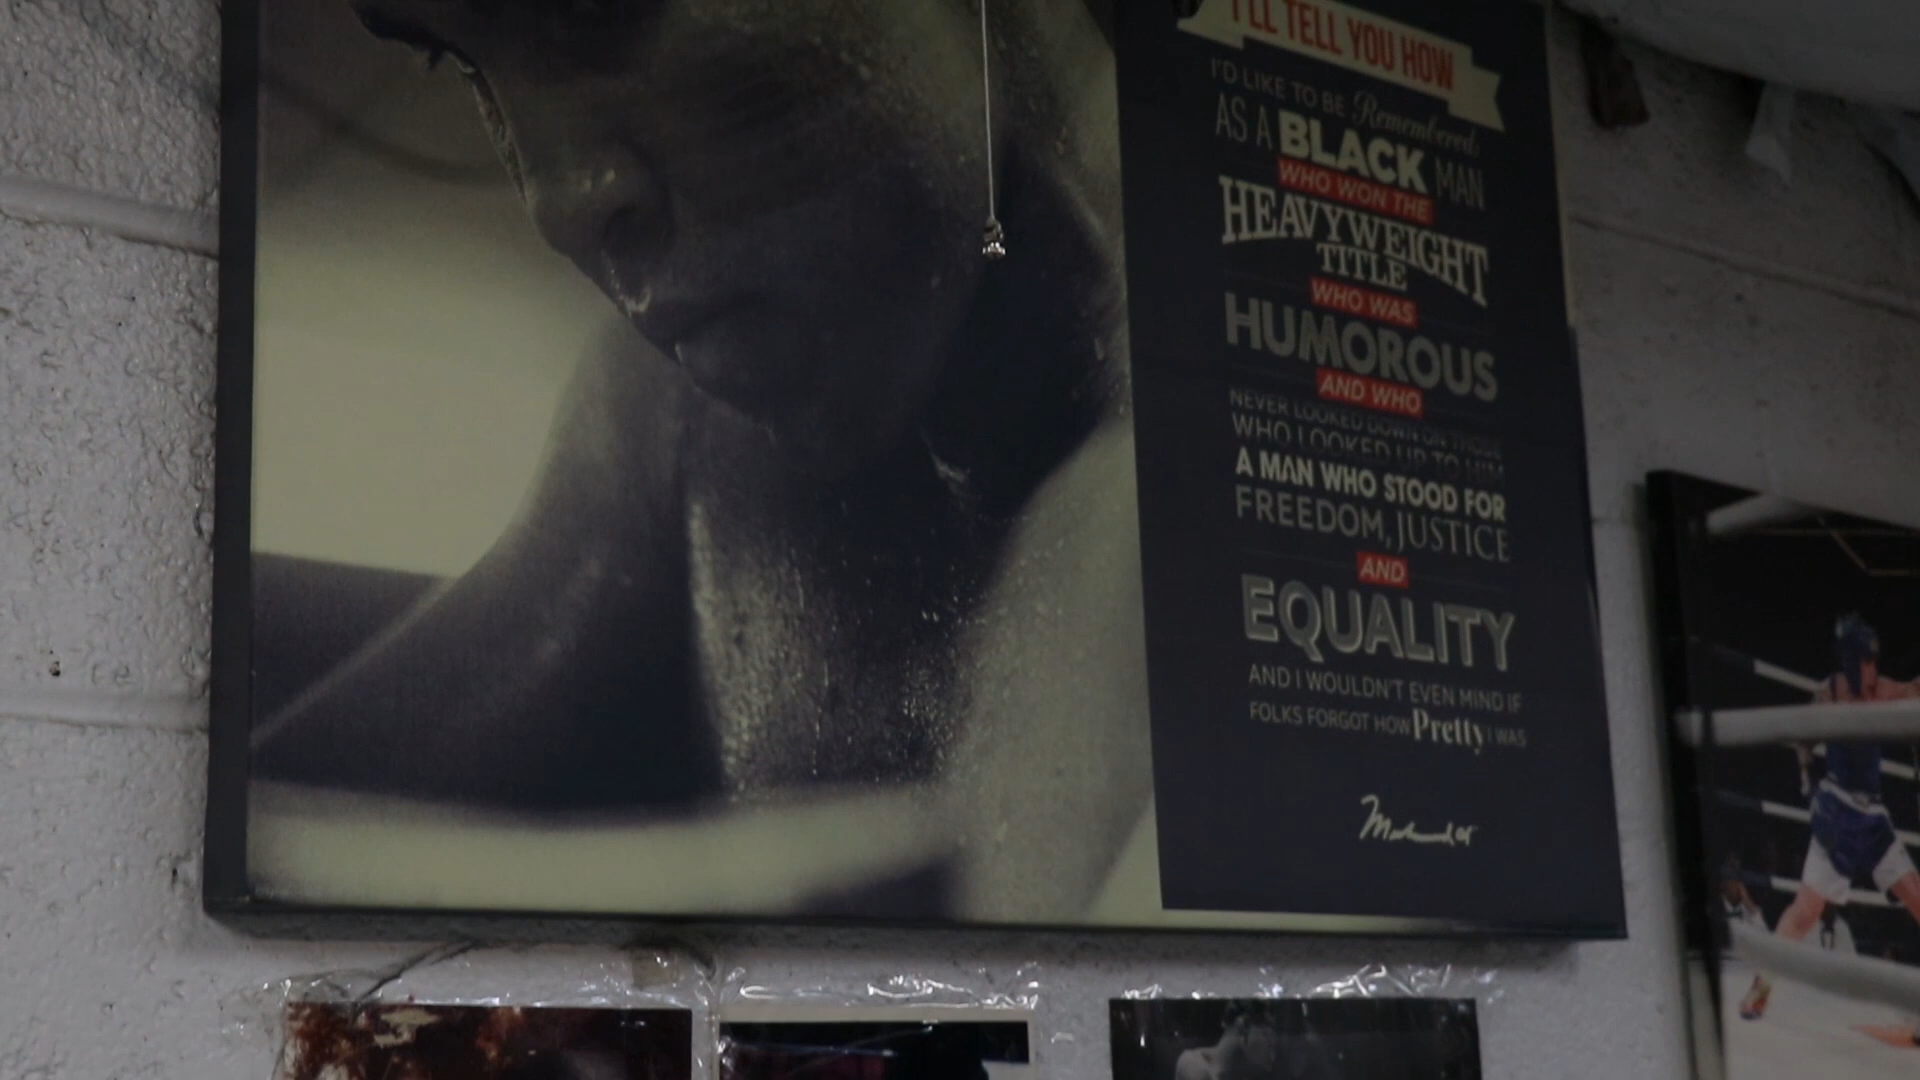 I'LL TELL YOU HOW
I'D LIKE TO BE Remembered:
AS A BLACK MAN
WHO WON THE
HEAVYWEIGHT
TITLE
WHO WAS
HUMOROUS
AND WHO
NEVER LOOKED DOWN ON THOSE
WHO LOOKED UP TO HIM
A MAN WHO STOOD FOR
FREEDOM, JUSTICE
AND
EQUALITY
AND I WOULDN'T EVEN MIND IF
FOLKS FORGOT HOW Pretty I WAS